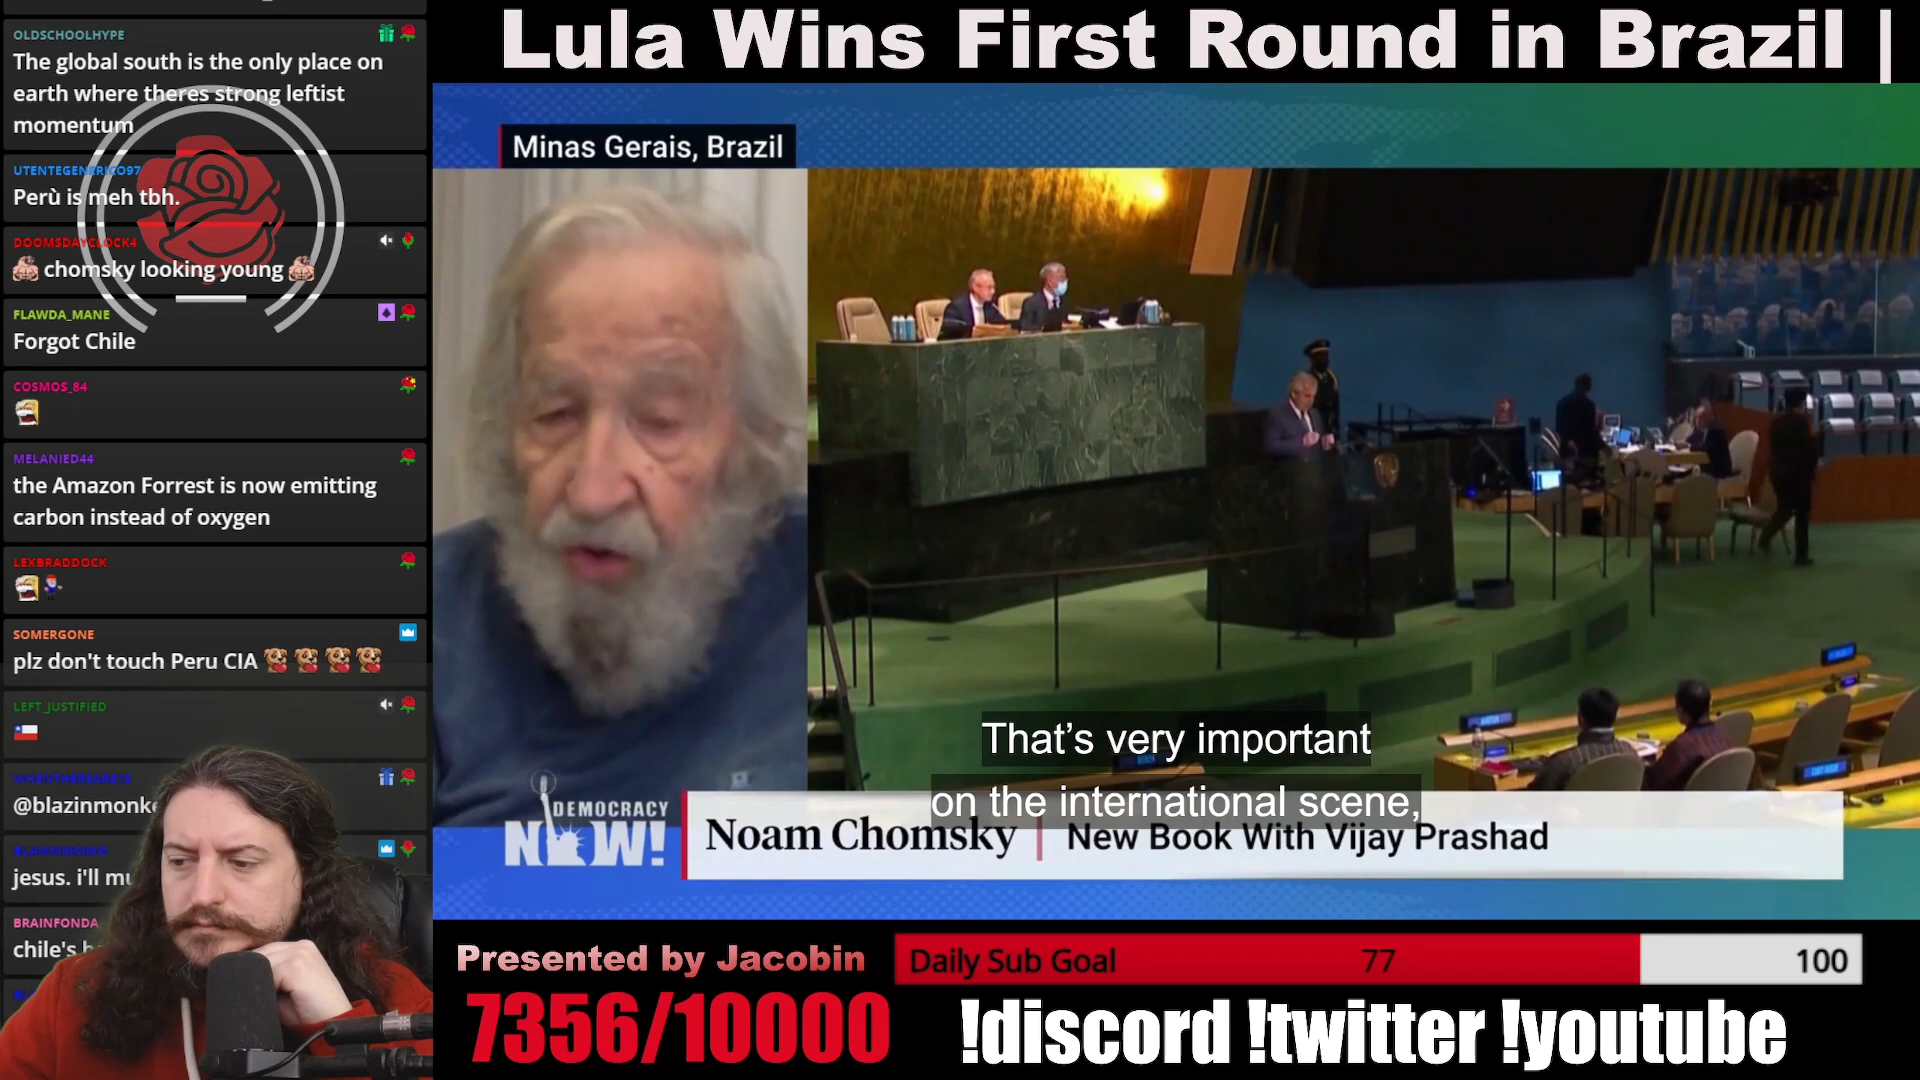 Lula Wins First Round in Brazil |
OLDSCHOOLHYPE
The global south is the only place on
earth where theres strong leftist
momentum
UTENTEGENERICO97
Perù is meh tbh.
DOOMSDAYCLOCK4
chomsky looking young
FLAWDA_MANE
Forgot Chile
COSMOS_84
MELANIED44
the Amazon Forrest is now emitting
carbon instead of oxygen
LEXBRADDOCK
SOMERGONE
plz don't touch Peru CIA
LEFT_JUSTIFIED
@blazinmonke
jesus. i'll mu
BRAINFONDA
chile's
Minas Gerais, Brazil
That's very important
on the international scene,
DEMOCRACY
NOW!
Noam Chomsky | New Book With Vijay Prashad
Presented by Jacobin
Daily Sub Goal 77 100
7356/10000
!discord !twitter !youtube